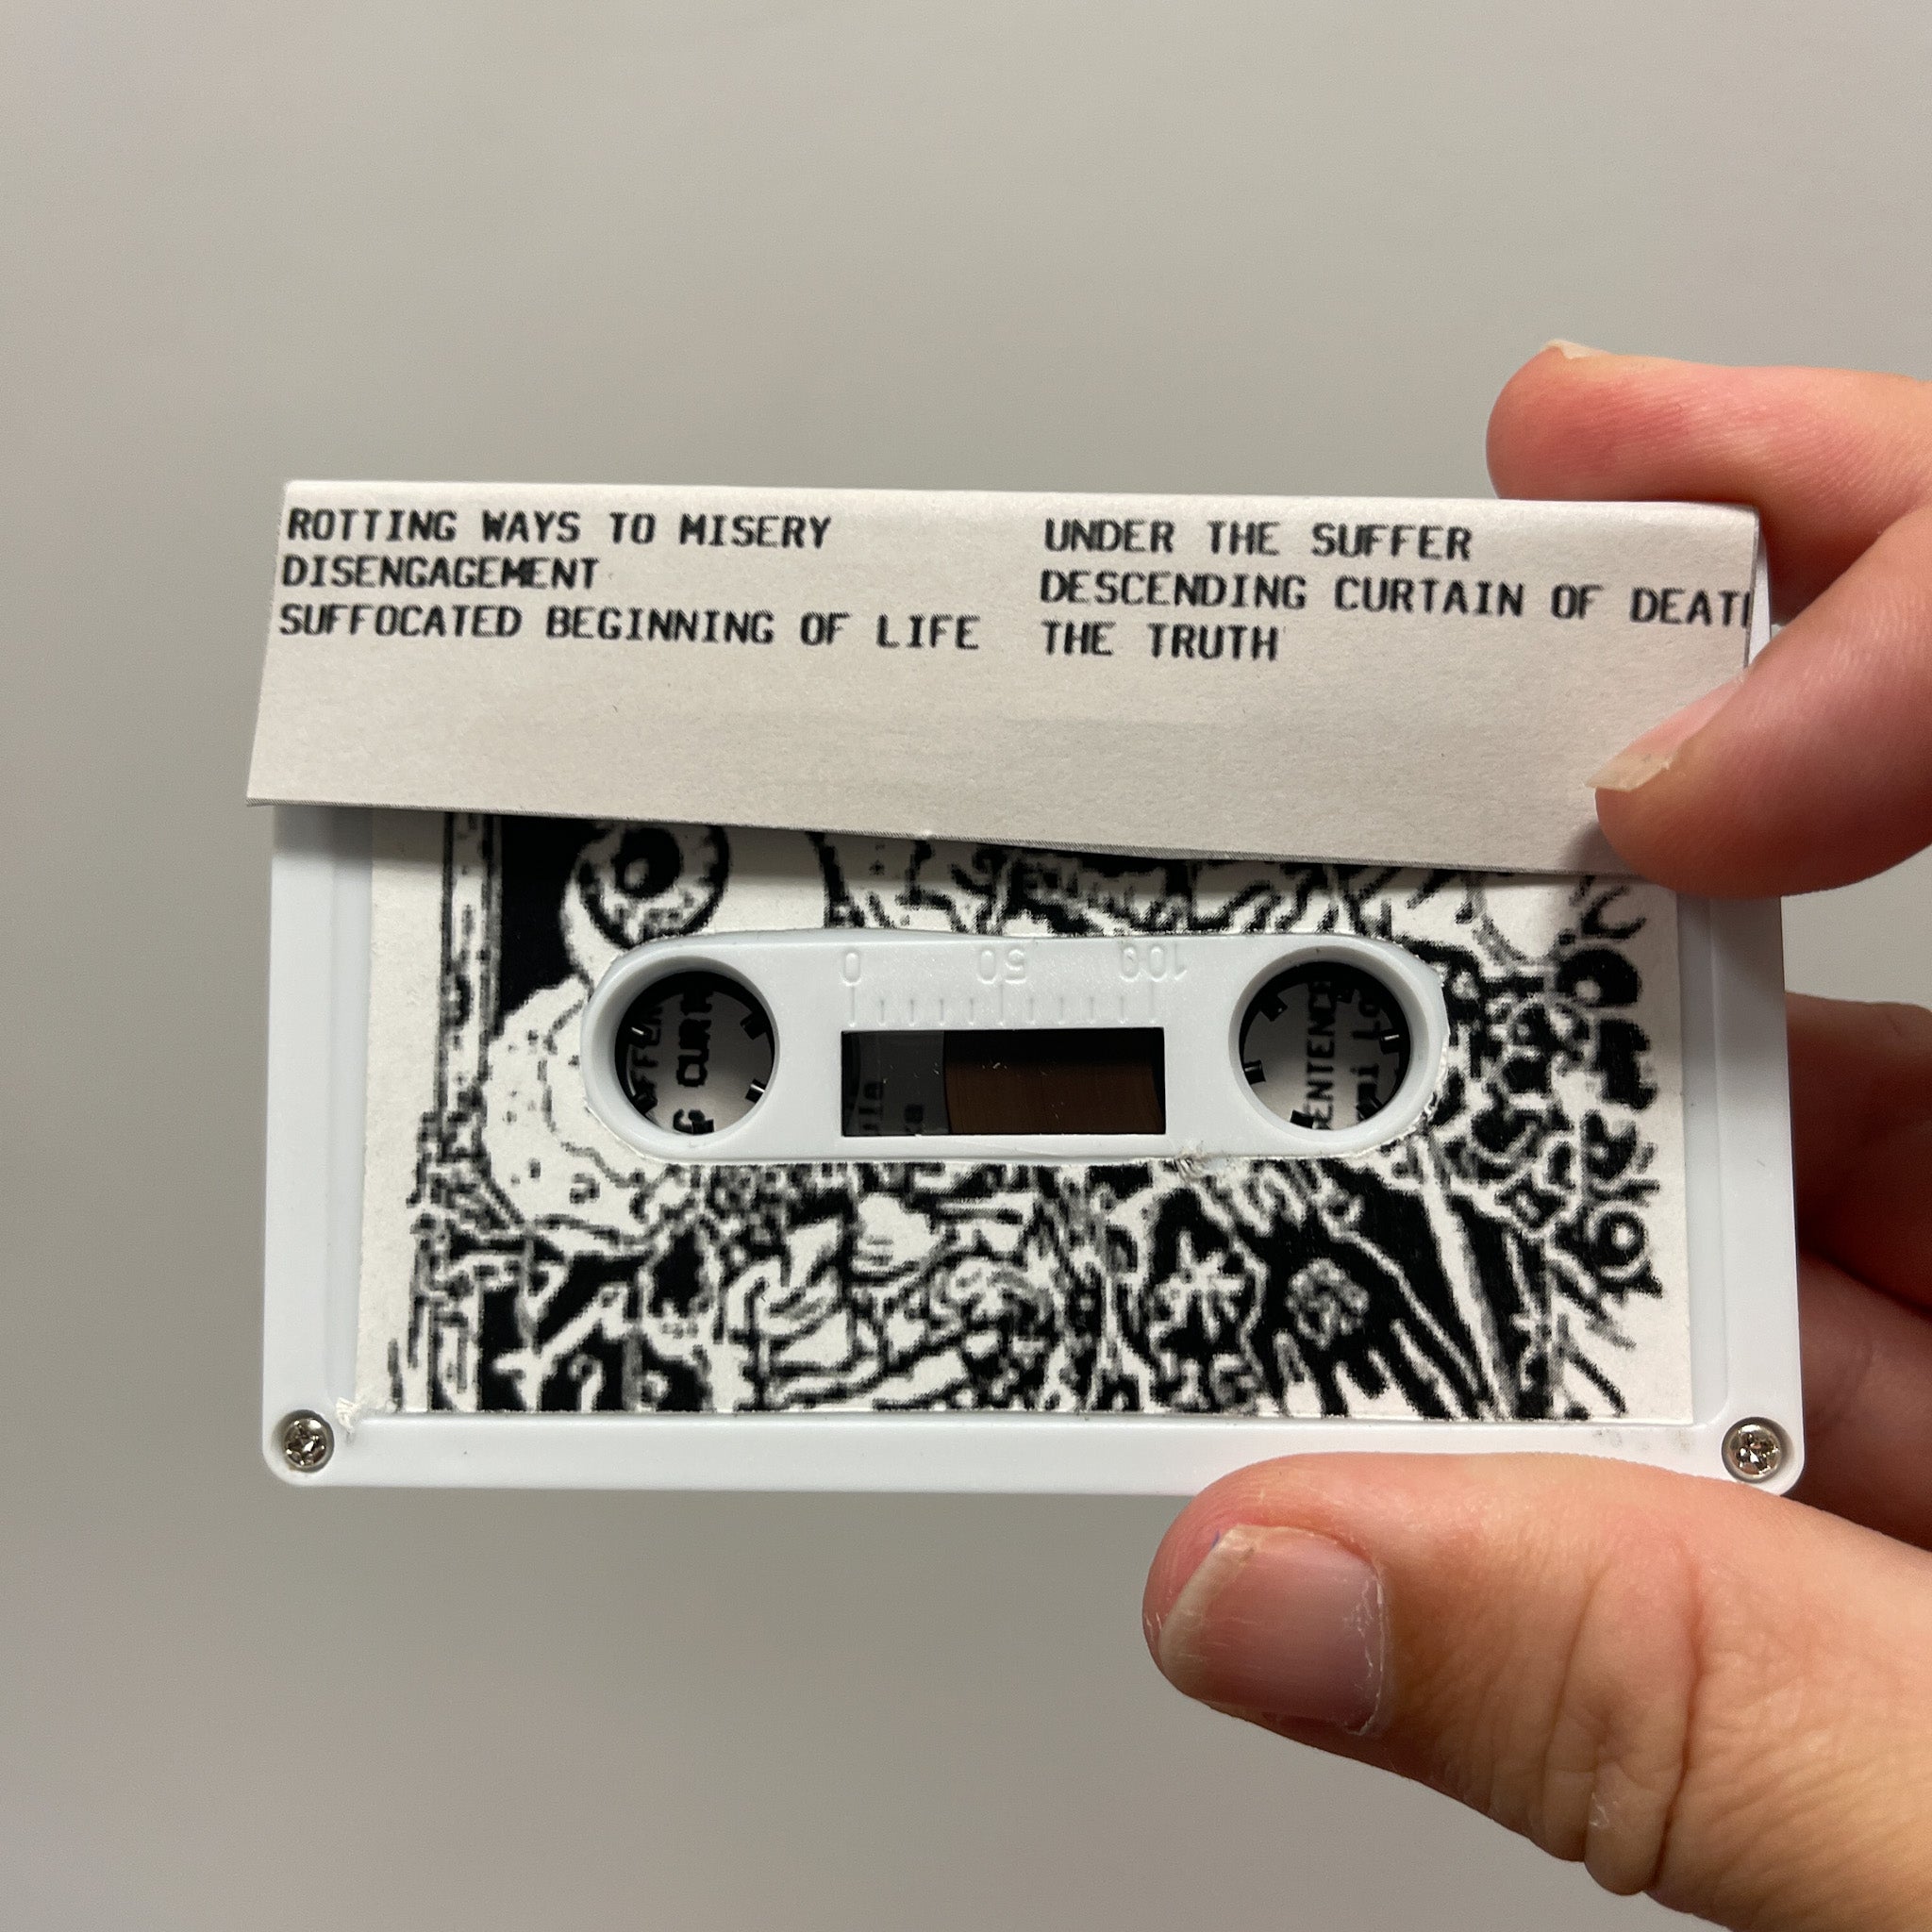 ROTTING WAYS TO MISERY
DISENGAGEMENT
SUFFOCATED BEGINNING OF LIFE
UNDER THE SUFFER
DESCENDING CURTAIN OF DEAT
THE TRUTH
0 50 100